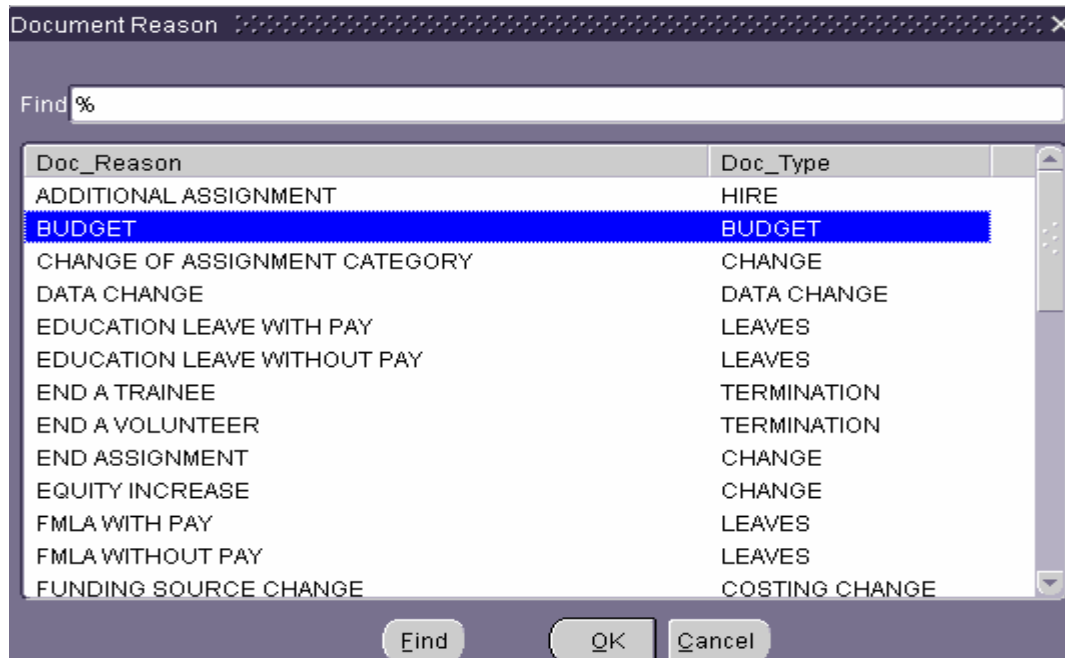 Document Reason
Find %
Doc_Reason Doc_Type
ADDITIONAL ASSIGNMENT HIRE
BUDGET BUDGET
CHANGE OF ASSIGNMENT CATEGORY CHANGE
DATA CHANGE DATA CHANGE
EDUCATION LEAVE WITH PAY LEAVES
EDUCATION LEAVE WITHOUT PAY LEAVES
END A TRAINEE TERMINATION
END A VOLUNTEER TERMINATION
END ASSIGNMENT CHANGE
EQUITY INCREASE CHANGE
FMLA WITH PAY LEAVES
FMLA WITHOUT PAY LEAVES
FUNDING SOURCE CHANGE COSTING CHANGE
Find OK Cancel